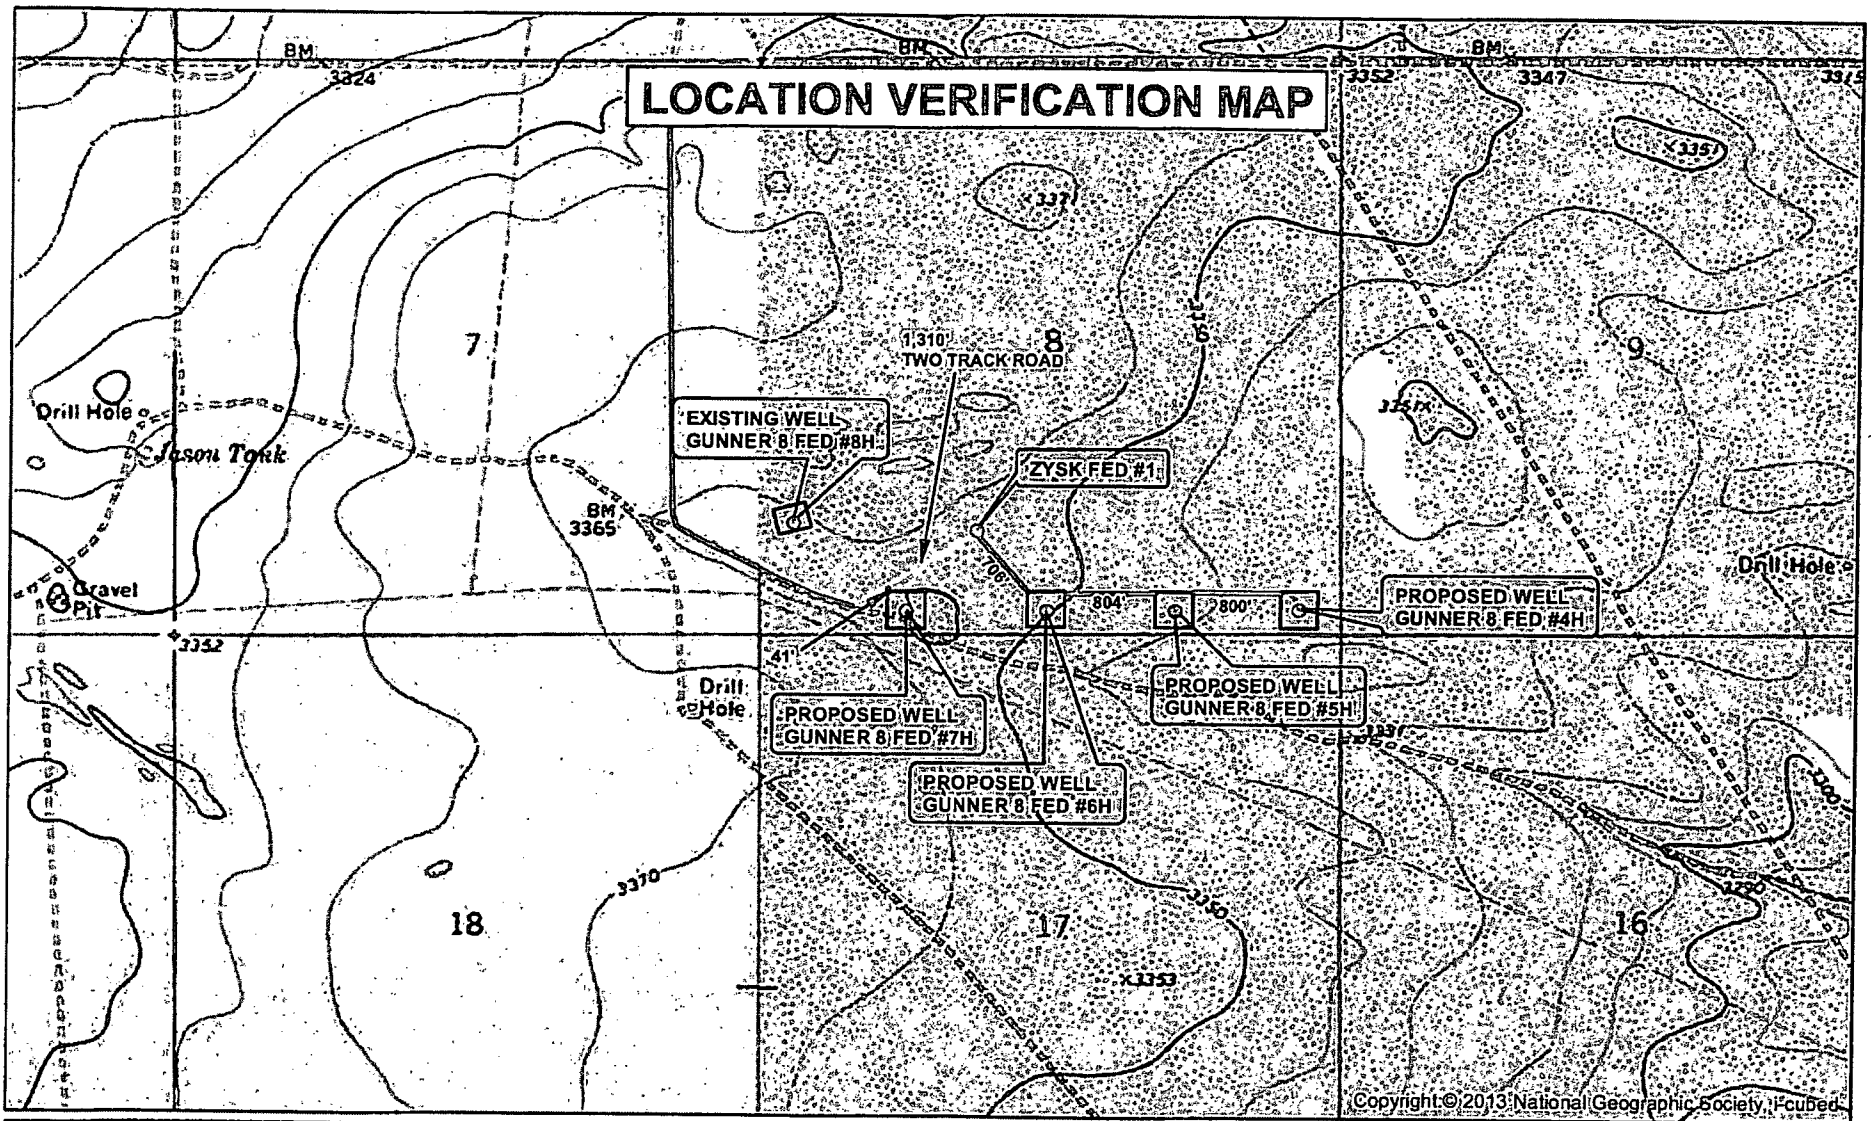 BM
BM
BM
3324
3352
3347
LOCATION VERIFICATION MAP
×3351
×3371
7
1,310'
TWO TRACK ROAD
8
9
Drill Hole
Jason Tank
EXISTING WELL
GUNNER 8 FED #8H
ZYSK FED #1
BM
3365
706'
Drill Hole
Gravel
Pit
804'
800'
PROPOSED WELL
GUNNER 8 FED #4H
3352
41'
Drill
Hole
PROPOSED WELL
GUNNER 8 FED #5H
PROPOSED WELL
GUNNER 8 FED #7H
PROPOSED WELL
GUNNER 8 FED #6H
3300
3370
3350
18
17
16
×3353
Copyright:© 2013 National Geographic Society, i-cubed